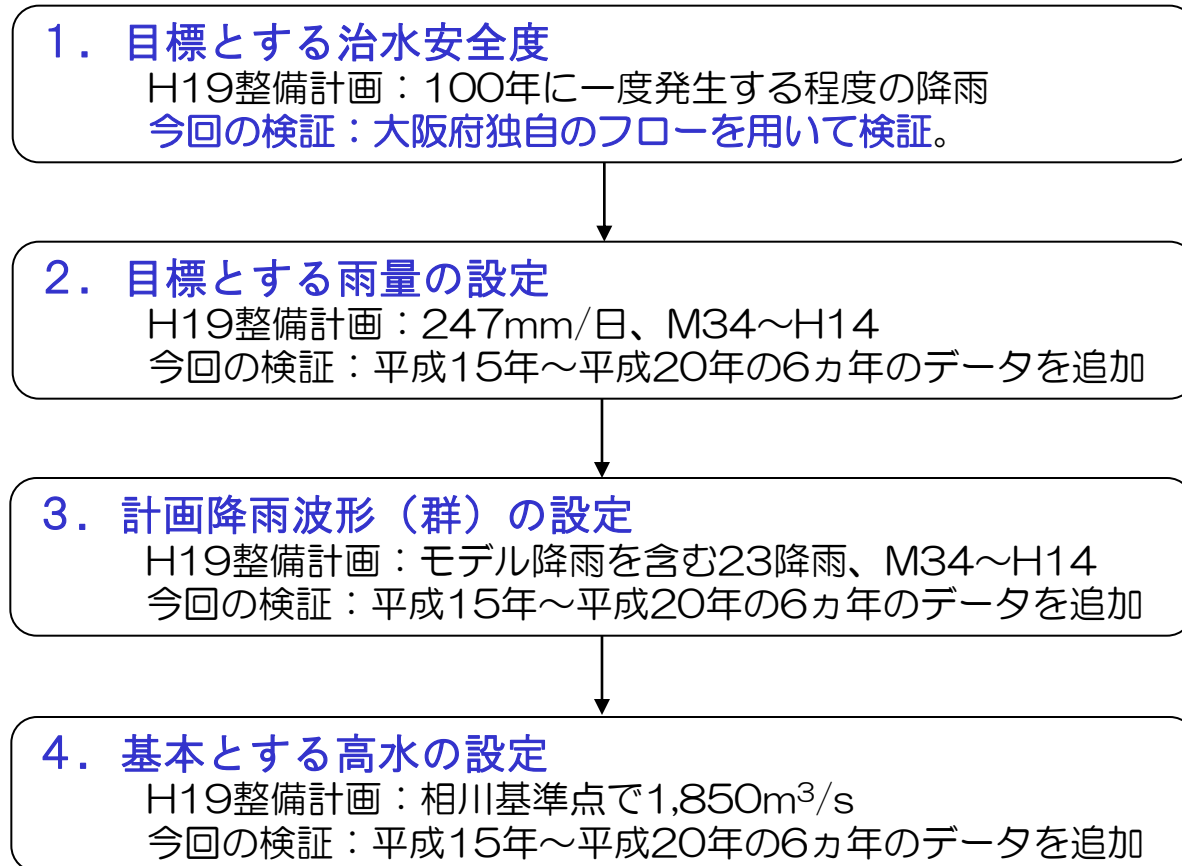 １．目標とする治水安全度
H19整備計画：100年に一度発生する程度の降雨
今回の検証：大阪府独自のフローを用いて検証。
２．目標とする雨量の設定
H19整備計画：247mm/日、M34～H14
今回の検証：平成15年～平成20年の6ヵ年のデータを追加
３．計画降雨波形（群）の設定
H19整備計画：モデル降雨を含む23降雨、M34～H14
今回の検証：平成15年～平成20年の6ヵ年のデータを追加
４．基本とする高水の設定
H19整備計画：相川基準点で1,850m³/s
今回の検証：平成15年～平成20年の6ヵ年のデータを追加